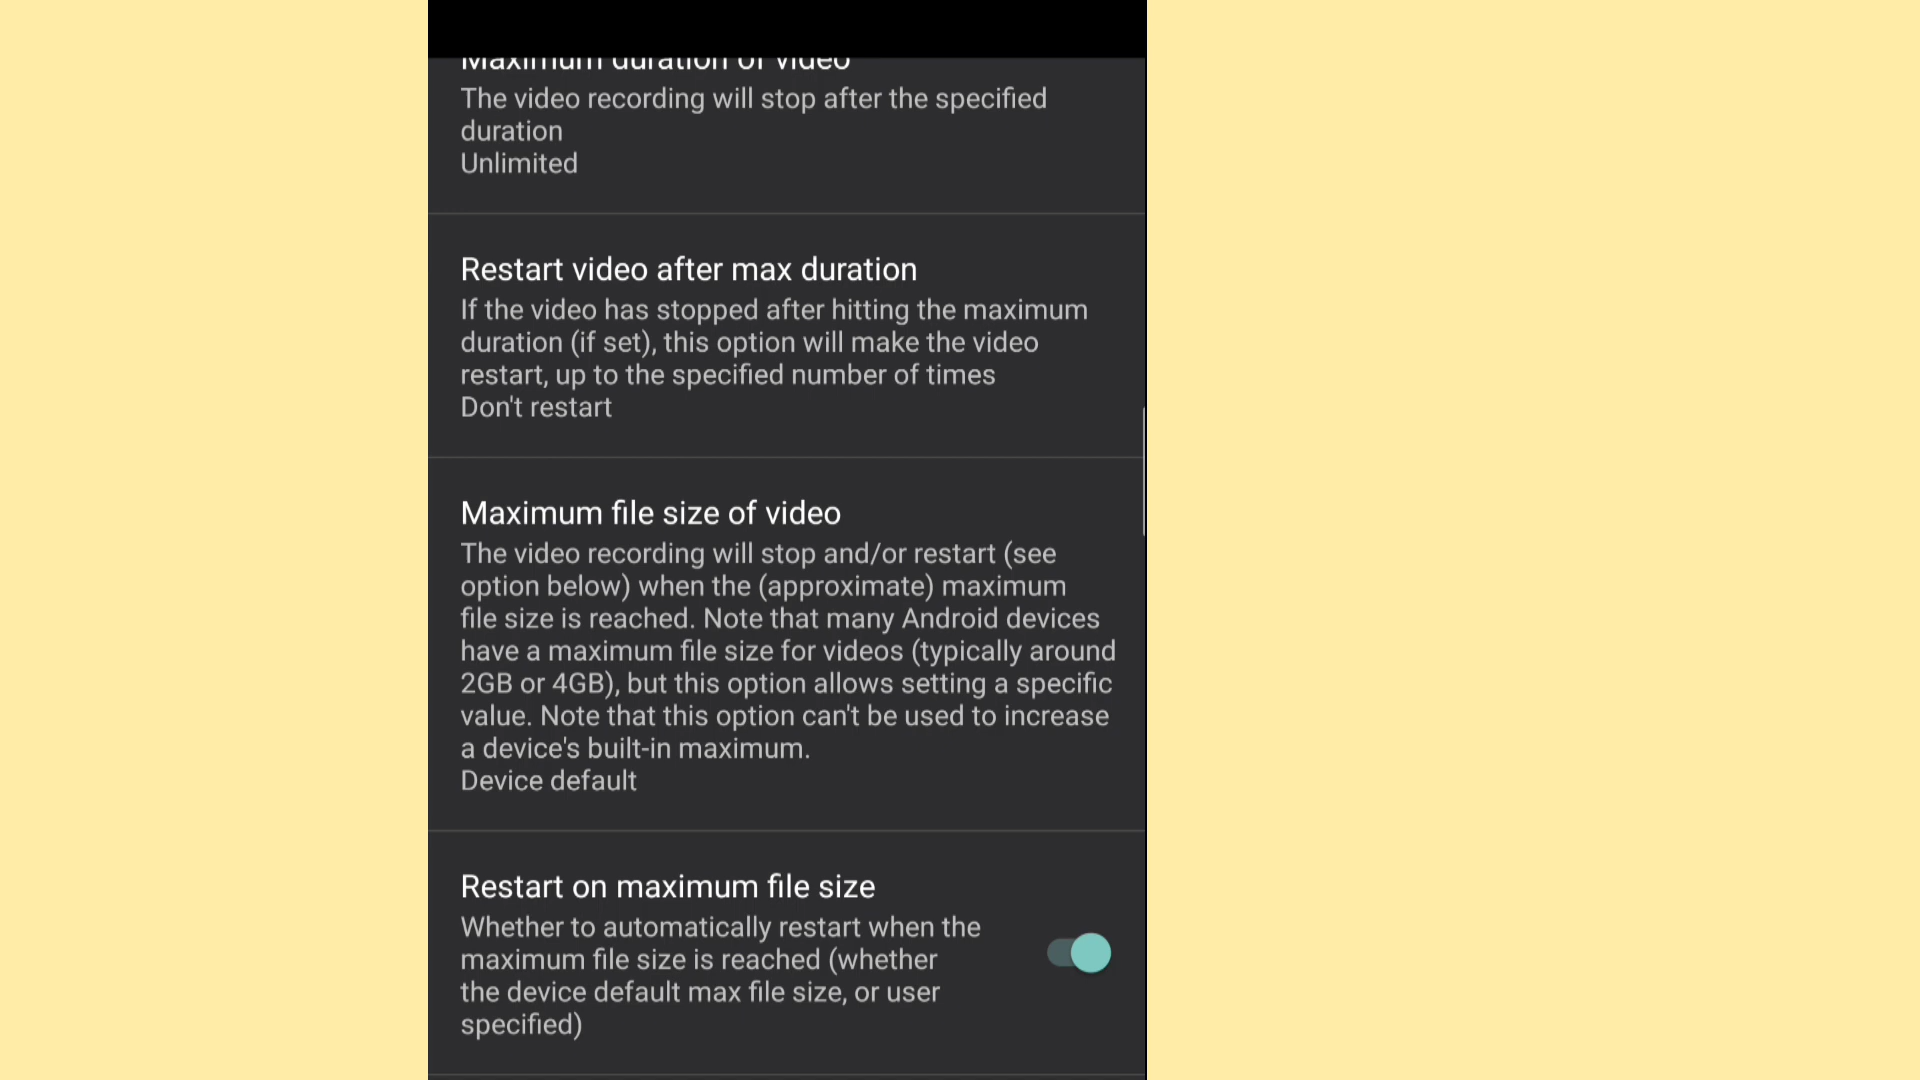 Maximum duration of video
The video recording will stop after the specified
duration
Unlimited
Restart video after max duration
If the video has stopped after hitting the maximum
duration (if set), this option will make the video
restart, up to the specified number of times
Don't restart
Maximum file size of video
The video recording will stop and/or restart (see
option below) when the (approximate) maximum
file size is reached. Note that many Android devices
have a maximum file size for videos (typically around
2GB or 4GB), but this option allows setting a specific
value. Note that this option can't be used to increase
a device's built-in maximum.
Device default
Restart on maximum file size
Whether to automatically restart when the
maximum file size is reached (whether
the device default max file size, or user
specified)